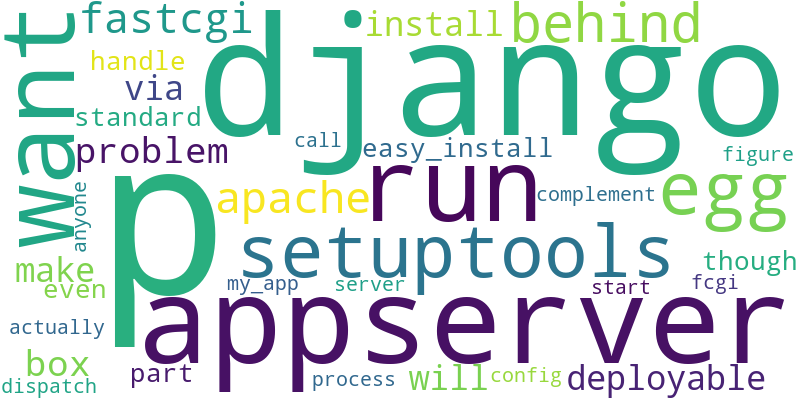 want
fastcgi
install
behind
handle
django
via
standard
problem
call
easy_install
figure
anyone
p
apache
run
complement
egg
setuptools
make
even
my_app
server
start
fcgi
though
actually
appserver
box
part
process
will
config
deployable
dispatch